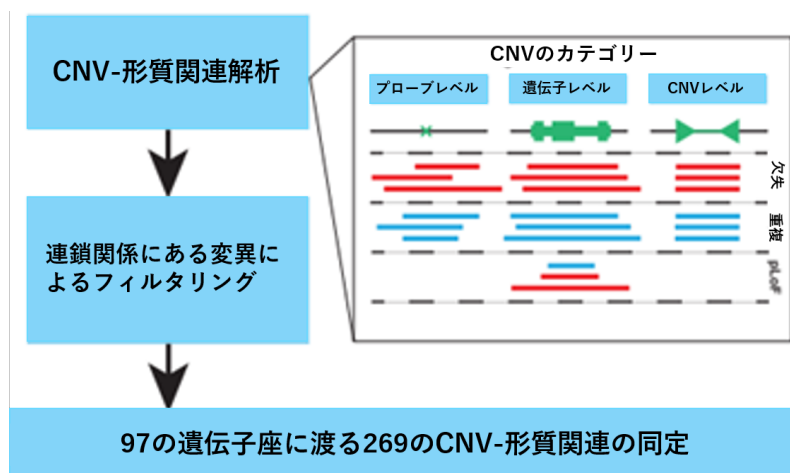 CNV-形質関連解析
CNVのカテゴリー
プローブレベル
遺伝子レベル
CNVレベル
欠失
重複
pLoF
連鎖関係にある変異に
よるフィルタリング
97の遺伝子座に渡る269のCNV-形質関連の同定